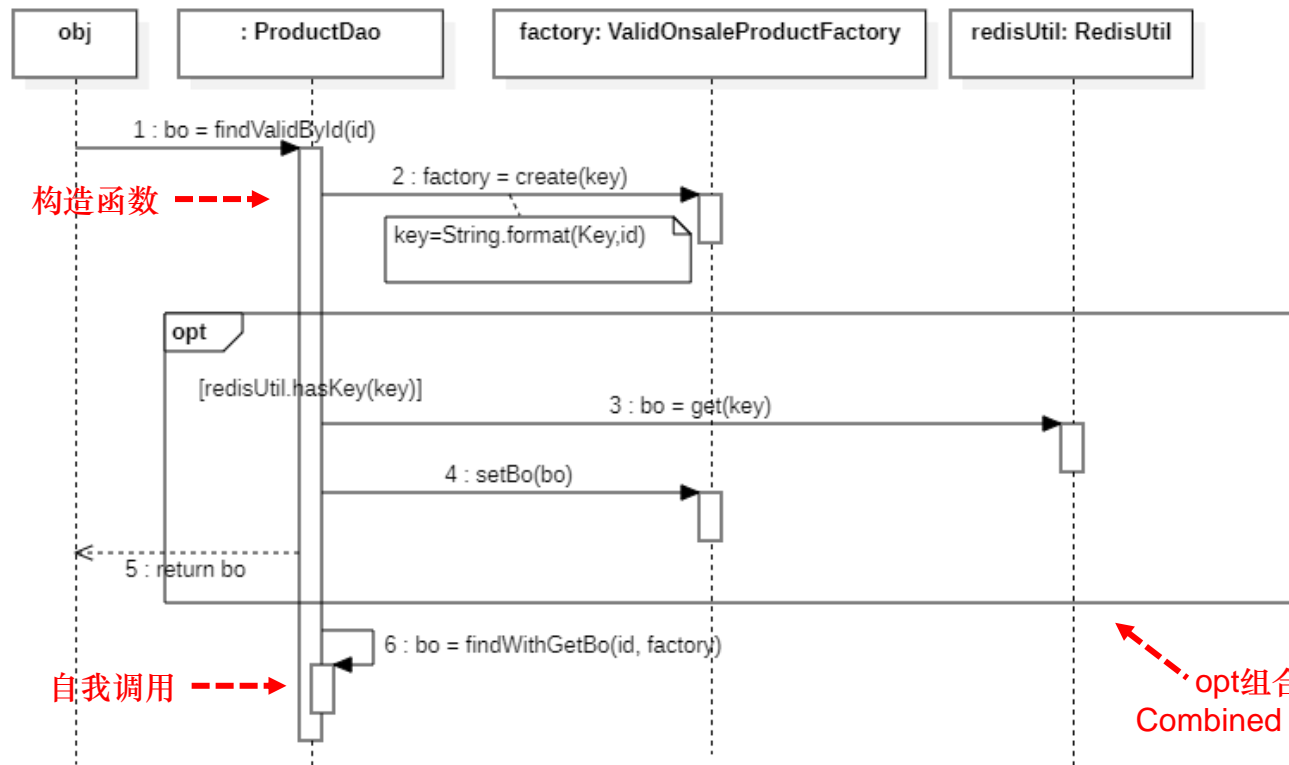 obj
: ProductDao
factory: ValidOnsaleProductFactory
redisUtil: RedisUtil
1 : bo = findValidById(id)
构造函数
2 : factory = create(key)
key=String.format(Key,id)
opt
[redisUtil.hasKey(key)]
3 : bo = get(key)
4 : setBo(bo)
5 : return bo
6 : bo = findWithGetBo(id, factory)
自我调用
opt组合
Combined